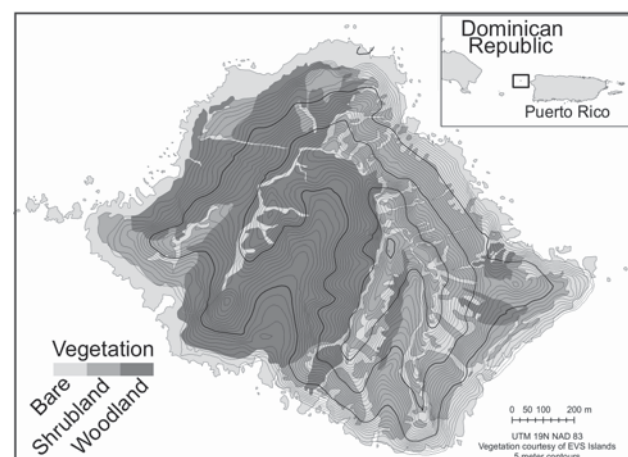 Dominican
Republic
Puerto Rico
Vegetation
Bare
Shrubland
Woodland
0 50 100 200 m
UTM 19N NAD 83
Vegetation courtesy of EVS Islands
5 meter contours